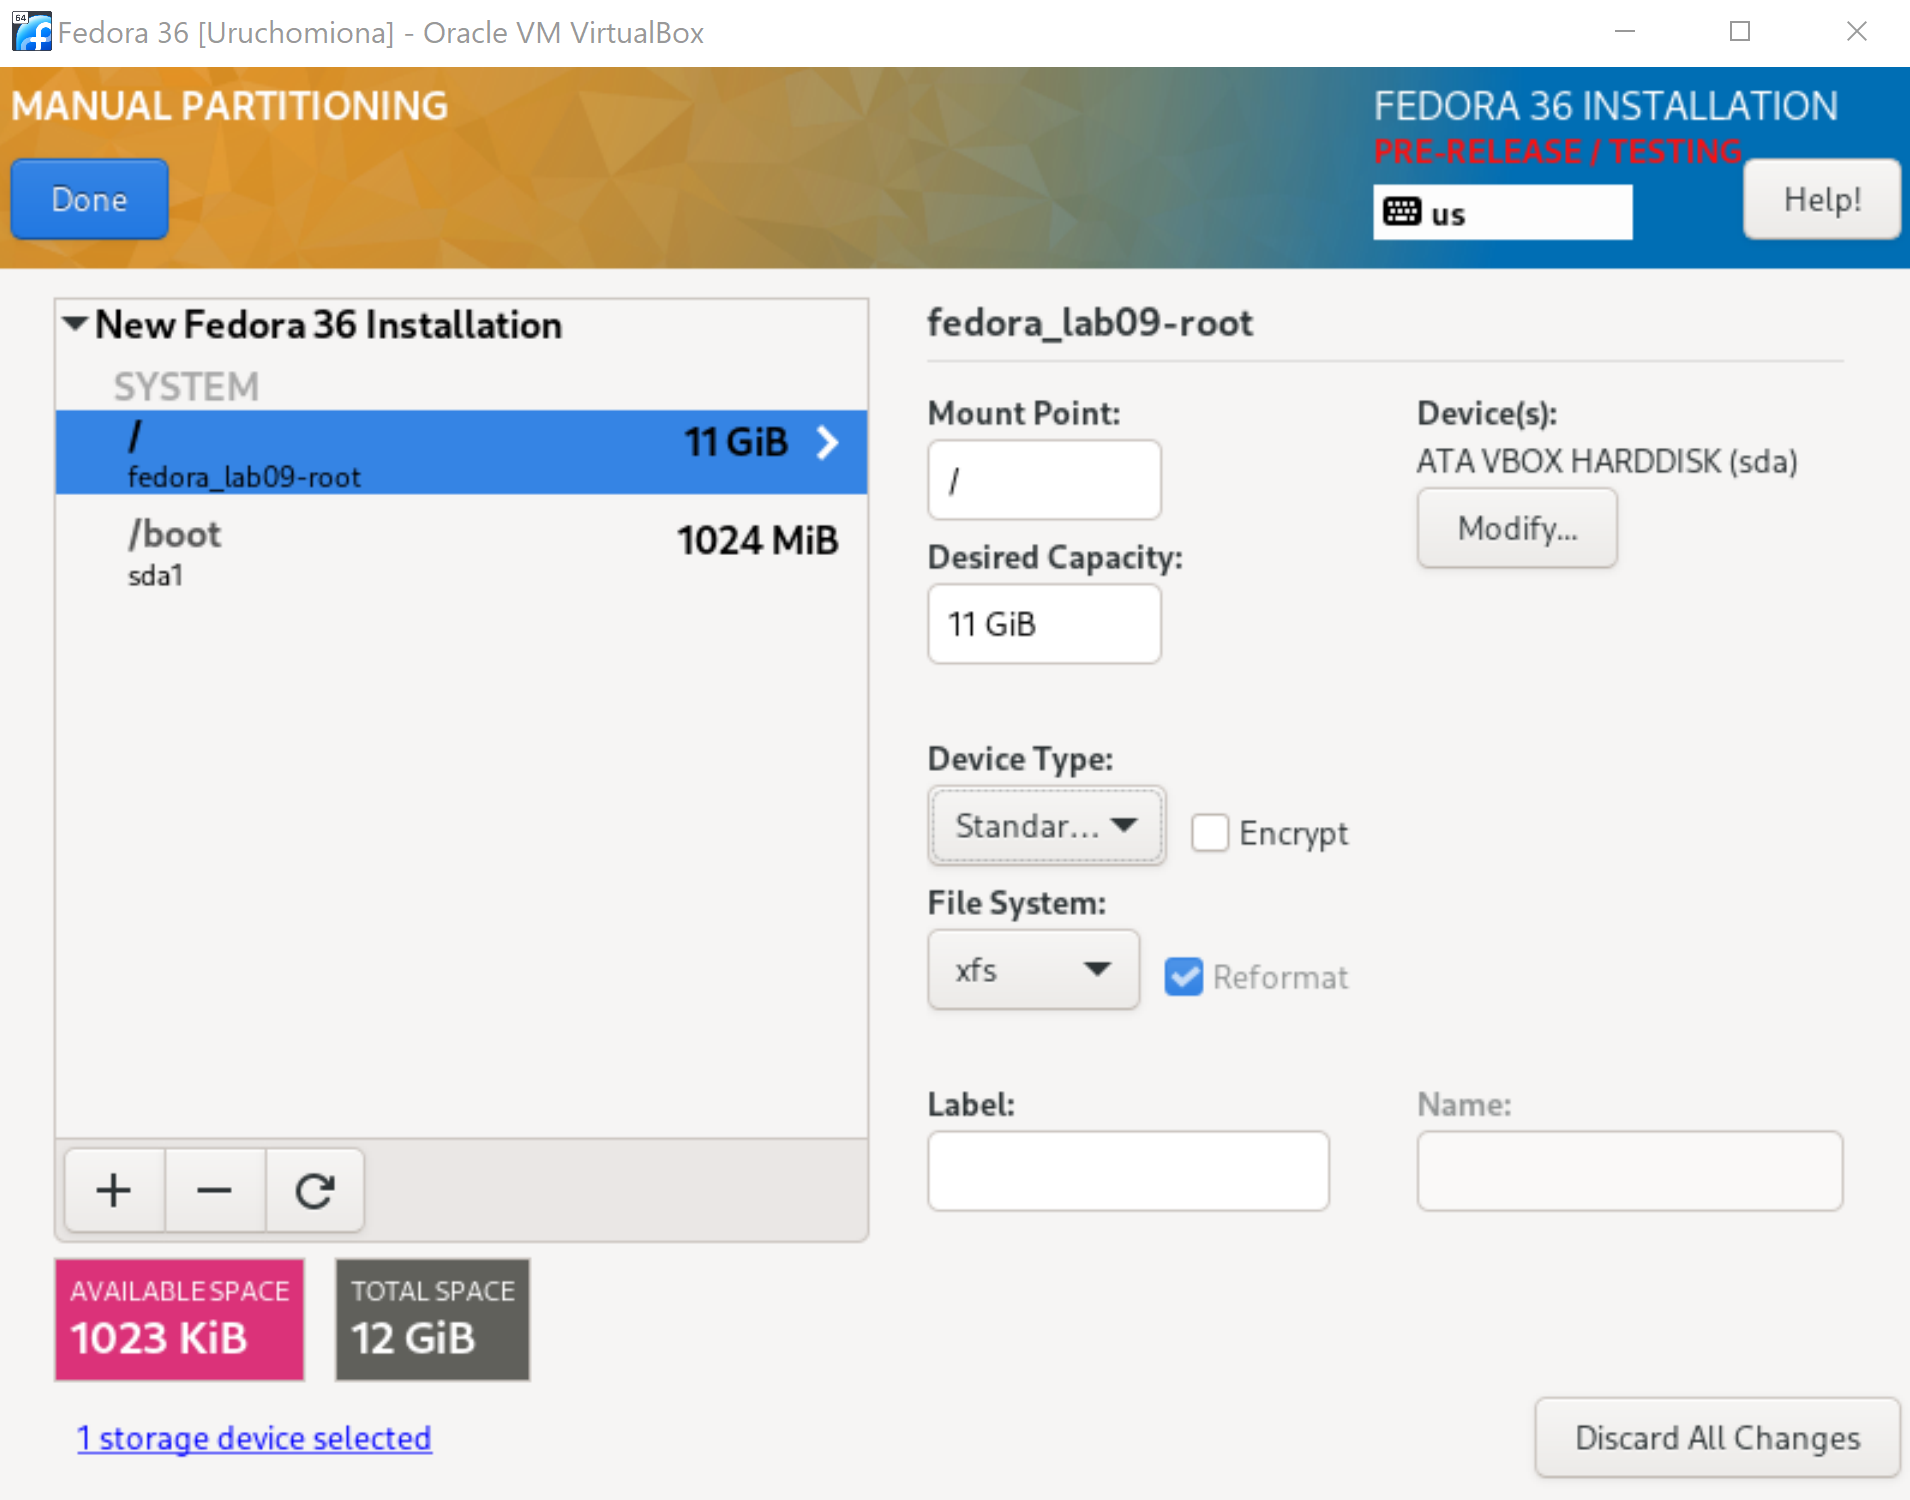 Fedora 36 [Uruchomiona] - Oracle VM VirtualBox
MANUAL PARTITIONING
Done
FEDORA 36 INSTALLATION
PRE-RELEASE / TESTING
us
Help!
New Fedora 36 Installation
SYSTEM
/ 11 GiB
fedora_lab09-root
/boot 1024 MiB
sda1
AVAILABLE SPACE
1023 KiB
TOTAL SPACE
12 GiB
1 storage device selected
fedora_lab09-root
Mount Point:
/
Desired Capacity:
11 GiB
Device(s):
ATA VBOX HARDDISK (sda)
Modify...
Device Type:
Standar...
Encrypt
File System:
xfs
Reformat
Label:
Name:
Discard All Changes
64